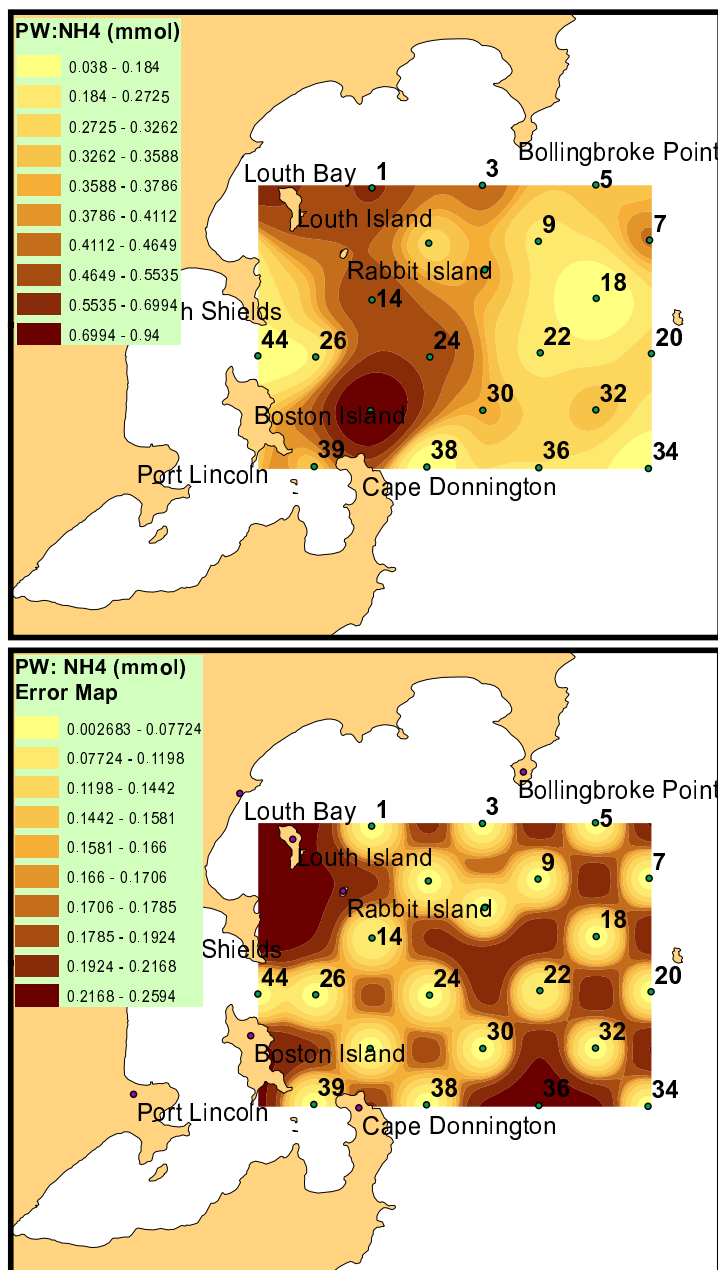 PW:NH4 (mmol)
0.038 - 0.184
0.184 - 0.2725
0.2725 - 0.3262
0.3262 - 0.3588
0.3588 - 0.3786
0.3786 - 0.4112
0.4112 - 0.4649
0.4649 - 0.5535
0.5535 - 0.6994
0.6994 - 0.94
Bollingbroke Point
Louth Bay
1
3
5
Louth Island
9
7
Rabbit Island
14
18
h Shields
44
26
24
22
20
Boston Island
30
32
39
38
36
34
Port Lincoln
Cape Donnington
PW: NH4 (mmol)
Error Map
0.002683 - 0.07724
0.07724 - 0.1198
0.1198 - 0.1442
0.1442 - 0.1581
0.1581 - 0.166
0.166 - 0.1706
0.1706 - 0.1785
0.1785 - 0.1924
0.1924 - 0.2168
0.2168 - 0.2594
Bollingbroke Point
Louth Bay
1
3
5
Louth Island
9
7
Rabbit Island
14
18
Shields
44
26
24
22
20
Boston Island
30
32
39
38
36
34
Port Lincoln
Cape Donnington